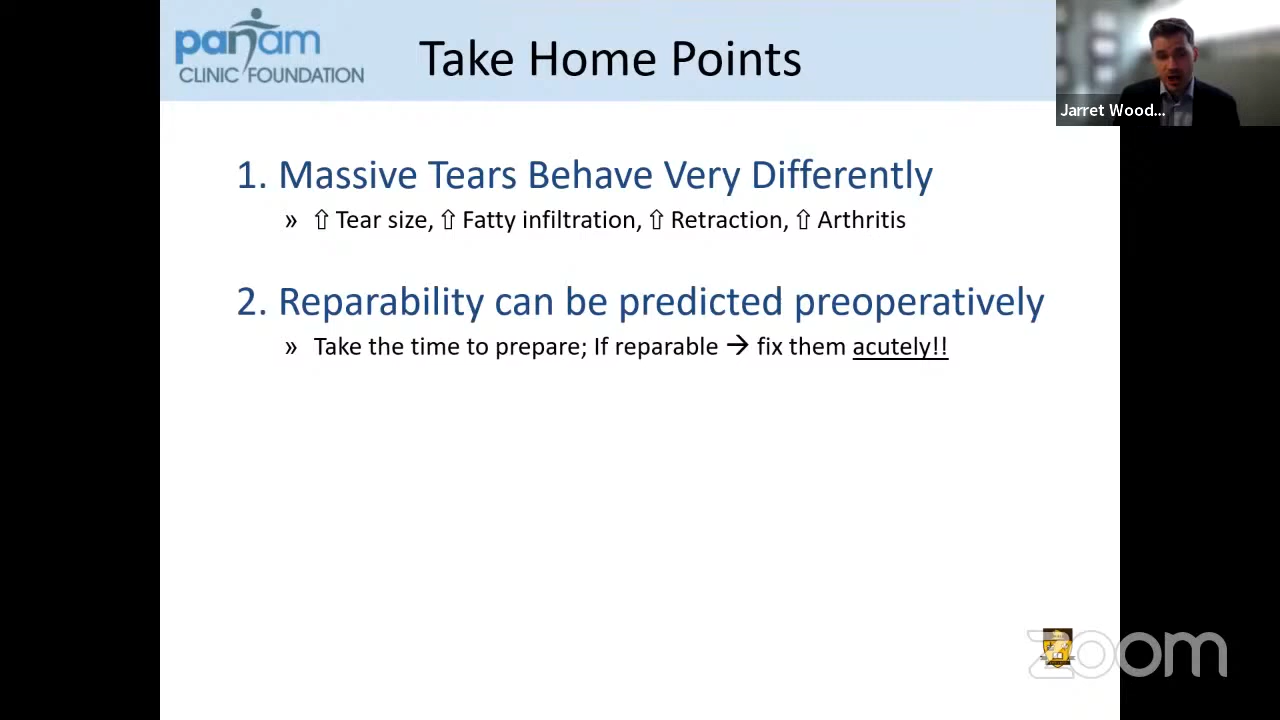 panam
CLINIC FOUNDATION
Take Home Points
Jarret Wood...
1. Massive Tears Behave Very Differently
» ⇧ Tear size, ⇧ Fatty infiltration, ⇧ Retraction, ⇧ Arthritis
2. Reparability can be predicted preoperatively
» Take the time to prepare; If reparable → fix them acutely!!
zoom